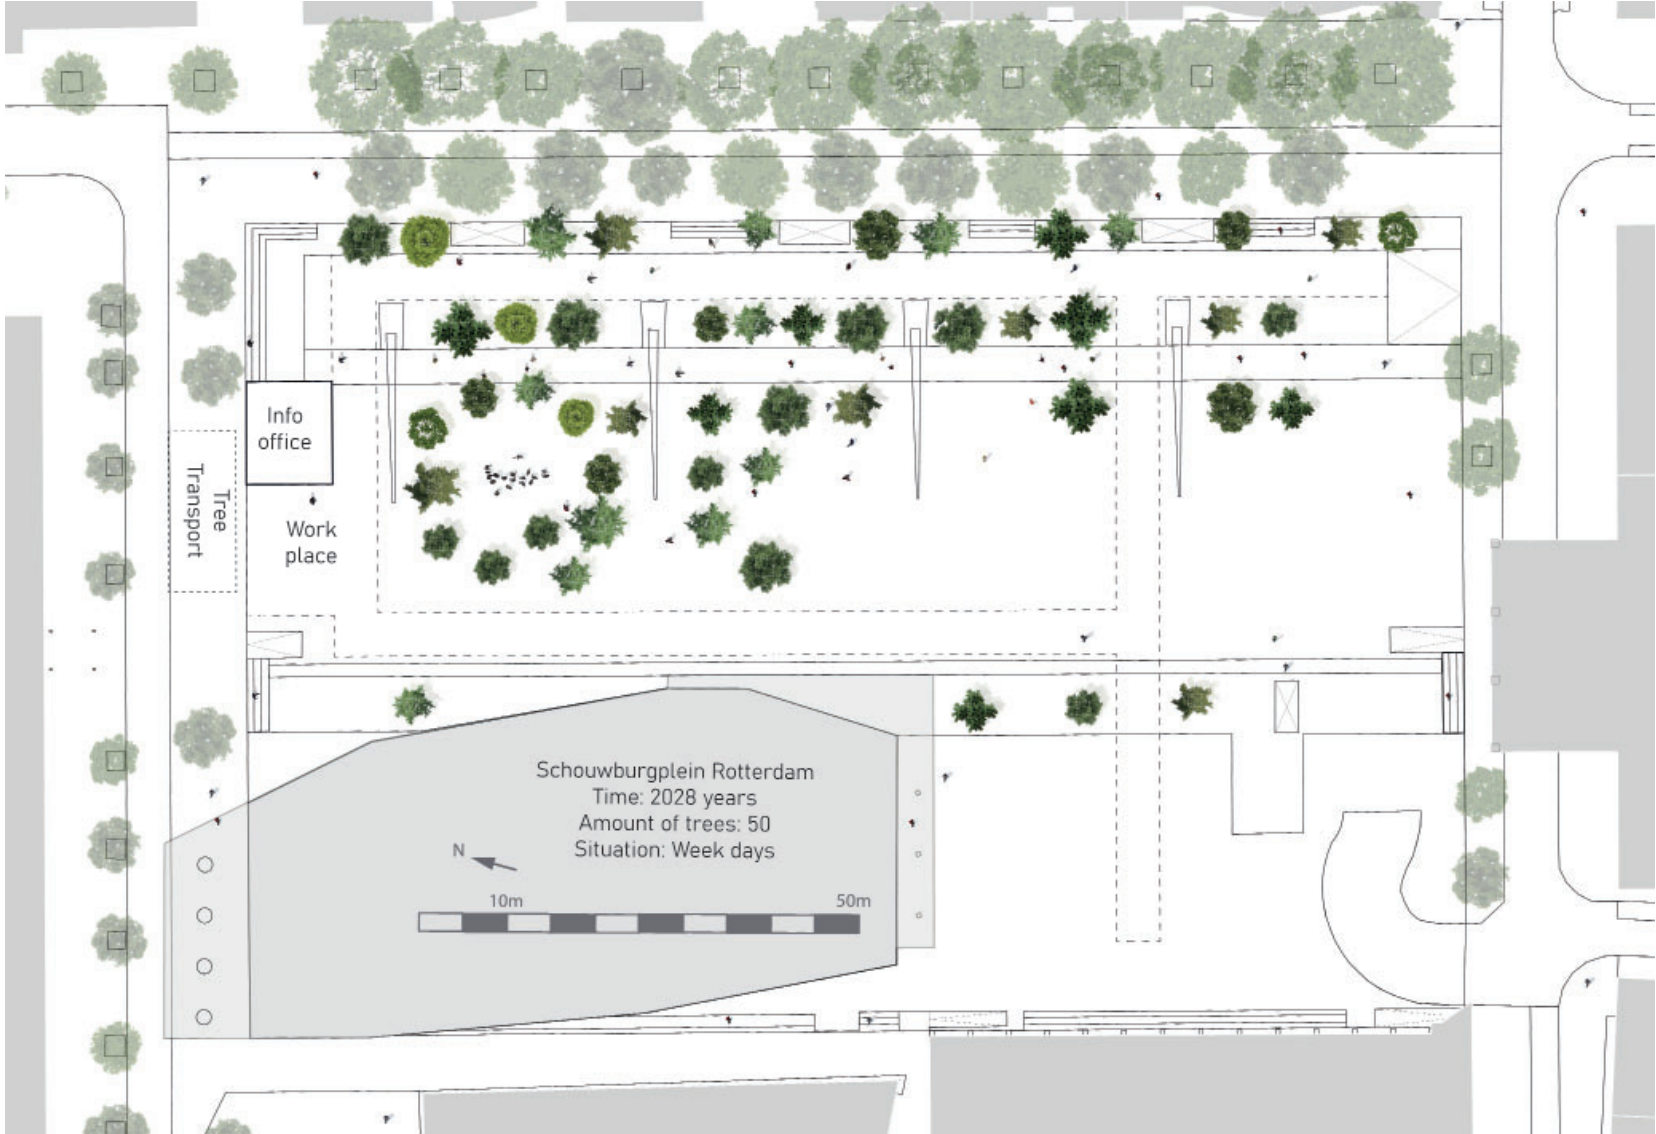 Info
office
Tree
Transport
Work
place
Schouwburgplein Rotterdam
Time: 2028 years
Amount of trees: 50
Situation: Week days
N
10m
50m